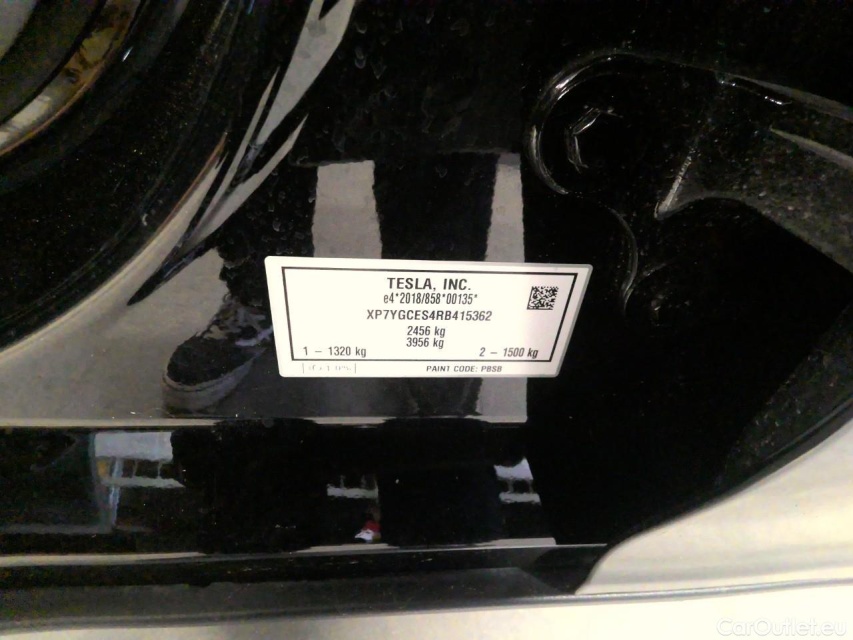 TESLA, INC.
e4*2018/858*00135*
XP7YGCES4RB415362
2456 kg
3956 kg
1 – 1320 kg 2 – 1500 kg
PAINT CODE: PBSB
CarOutlet.eu